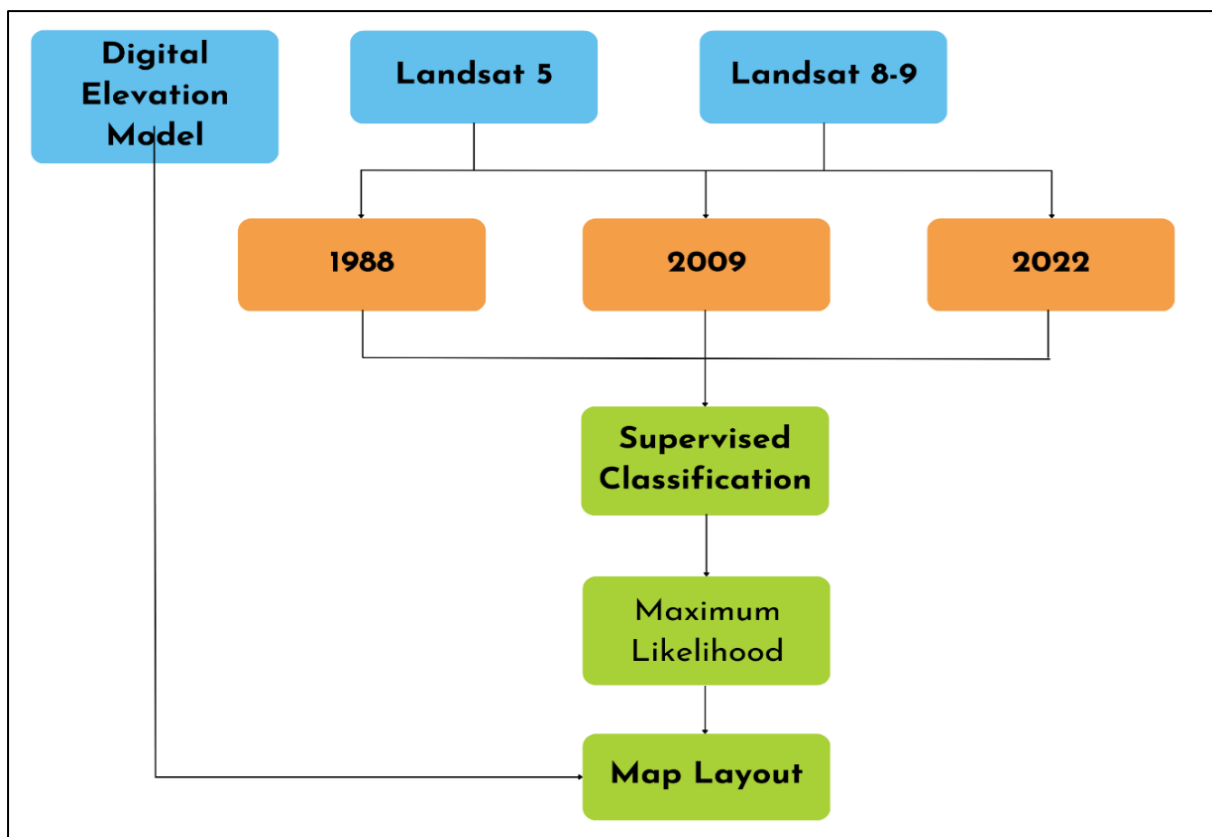 Digital
Elevation
Model
Landsat 5
Landsat 8-9
1988
2009
2022
Supervised
Classification
Maximum
Likelihood
Map Layout